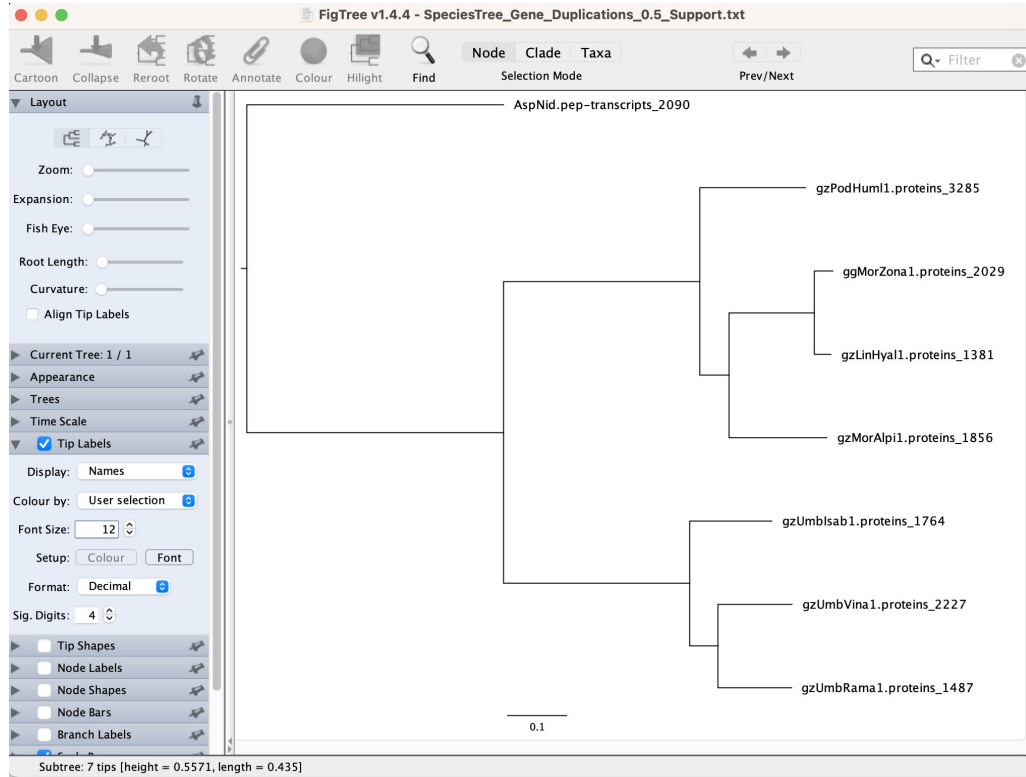 FigTree v1.4.4 - SpeciesTree_Gene_Duplications_0.5_Support.txt
Cartoon Collapse Reroot Rotate Annotate Colour Hilight Find
Node Clade Taxa
Selection Mode
Prev/Next
Filter
Layout
Zoom:
Expansion:
Fish Eye:
Root Length:
Curvature:
Align Tip Labels
Current Tree: 1 / 1
Appearance
Trees
Time Scale
Tip Labels
Display: Names
Colour by: User selection
Font Size: 12
Setup: Colour Font
Format: Decimal
Sig. Digits: 4
Tip Shapes
Node Labels
Node Shapes
Node Bars
Branch Labels
AspNid.pep-transcripts_2090
gzPodHuml1.proteins_3285
ggMorZona1.proteins_2029
gzLinHyal1.proteins_1381
gzMorAlpi1.proteins_1856
gzUmbIsab1.proteins_1764
gzUmbVina1.proteins_2227
gzUmbRama1.proteins_1487
0.1
Subtree: 7 tips [height = 0.5571, length = 0.435]